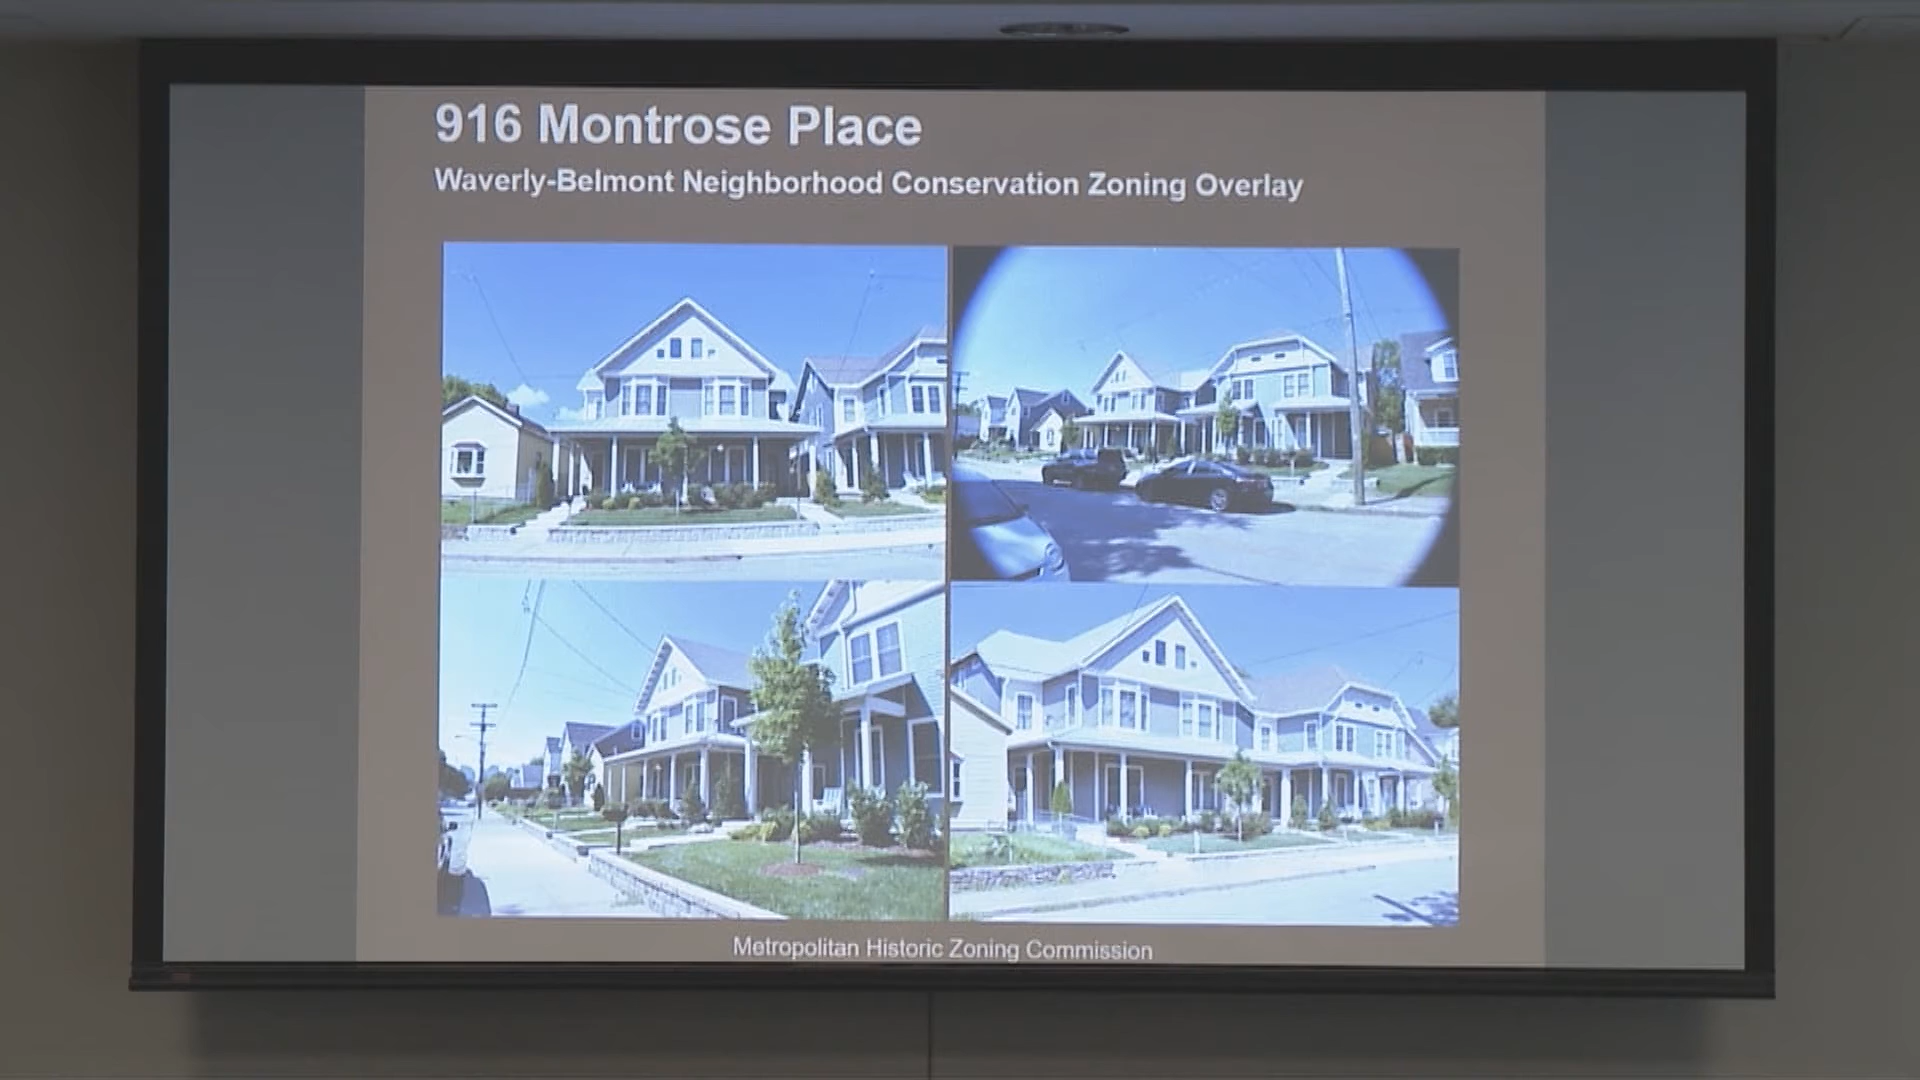 916 Montrose Place
Waverly-Belmont Neighborhood Conservation Zoning Overlay
Metropolitan Historic Zoning Commission